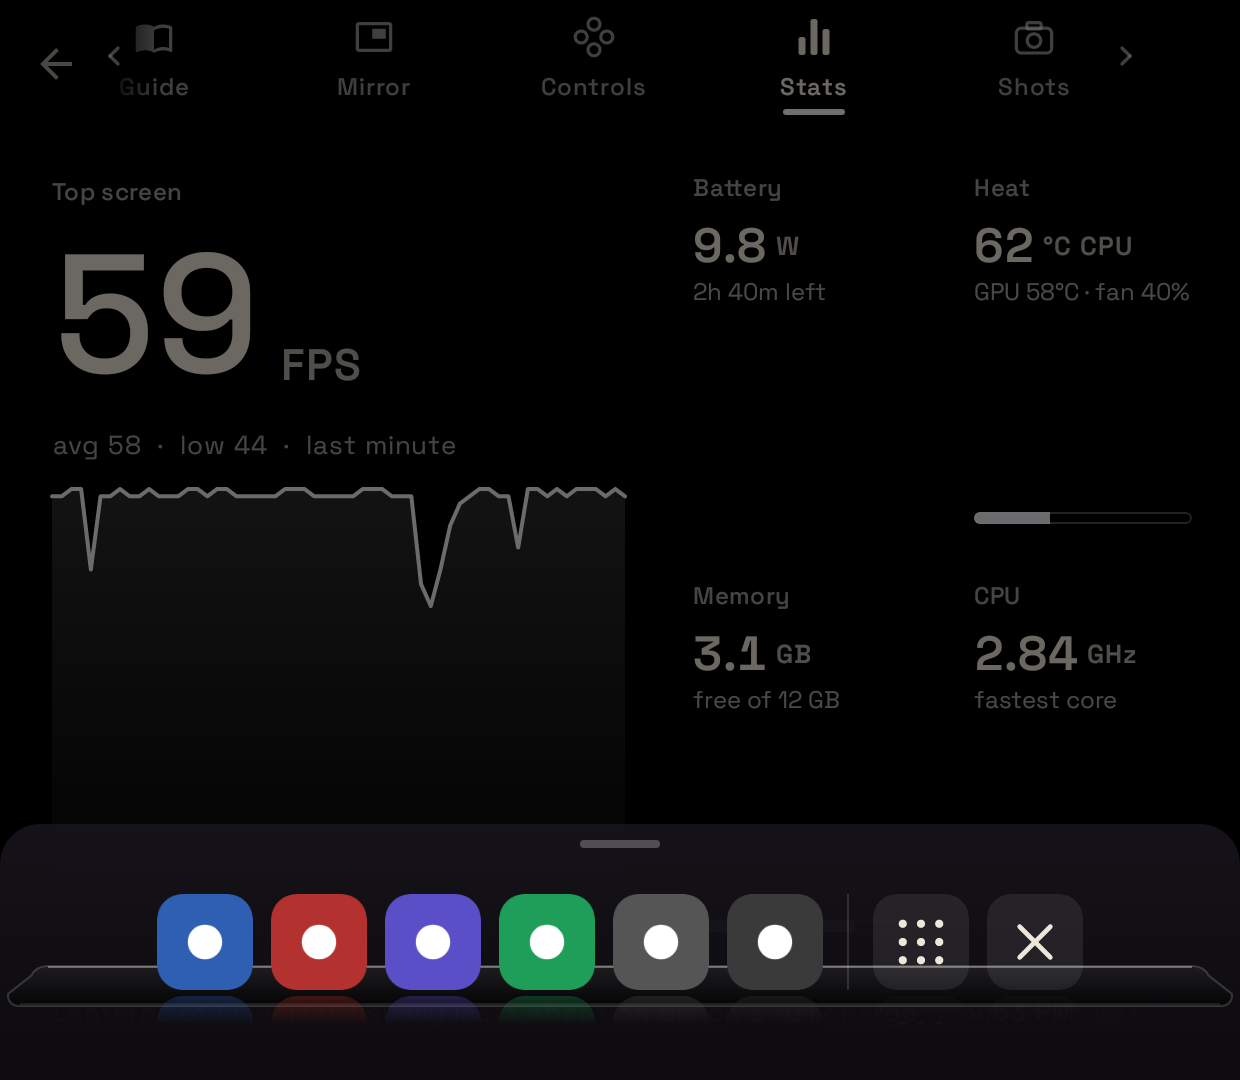 Guide
Mirror
Controls
Stats
Shots
Top screen
59 FPS
avg 58 · low 44 · last minute
Battery
9.8 W
2h 40m left
Heat
62 °C CPU
GPU 58°C · fan 40%
Memory
3.1 GB
free of 12 GB
CPU
2.84 GHz
fastest core